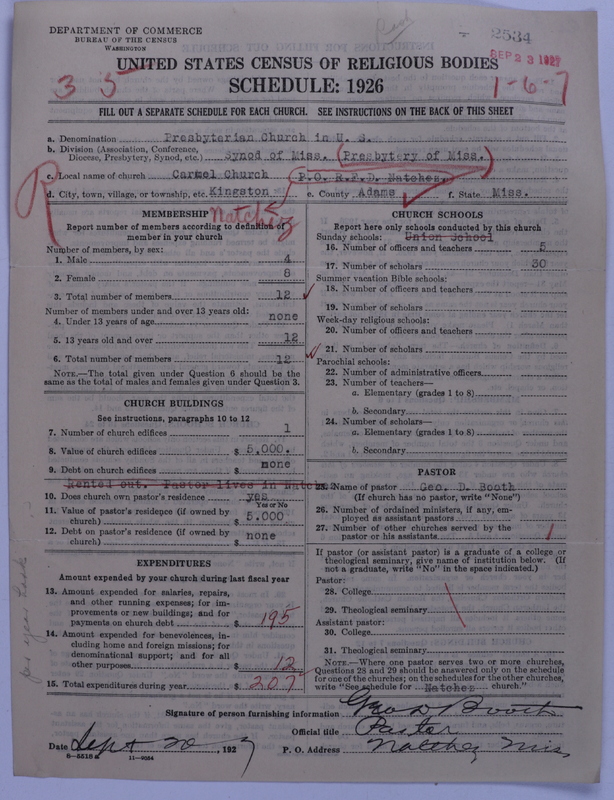 DEPARTMENT OF COMMERCE
BUREAU OF THE CENSUS
WASHINGTON
2534
SEP 23 1927
UNITED STATES CENSUS OF RELIGIOUS BODIES
SCHEDULE: 1926
3 5
1-6-7
FILL OUT A SEPARATE SCHEDULE FOR EACH CHURCH. SEE INSTRUCTIONS ON THE BACK OF THIS SHEET
a. Denomination Presbyterian Church in U. S.
b. Division (Association, Conference, Diocese, Presbytery, Synod, etc.) Synod of Miss. (Presbytery of Miss.)
c. Local name of church Carmel Church P.O. R.F.D. Natches.
d. City, town, village, or township, etc. Kingston e. County Adams f. State Miss.
Natchez
MEMBERSHIP
Report number of members according to definition of member in your church
Number of members, by sex:
1. Male 4
2. Female 8
3. Total number of members 12
Number of members under and over 13 years old:
4. Under 13 years of age none
5. 13 years old and over 12
6. Total number of members 12
NOTE.—The total given under Question 6 should be the same as the total of males and females given under Question 3.
CHURCH BUILDINGS
See instructions, paragraphs 10 to 12
7. Number of church edifices 1
8. Value of church edifices $ 5,000.
9. Debt on church edifices $ none
Rented out. Pastor lives in Natchez
10. Does church own pastor's residence yes
Yes or No
11. Value of pastor's residence (if owned by church) $ 5.000
12. Debt on pastor's residence (if owned by church) $ none
EXPENDITURES
Amount expended by your church during last fiscal year
13. Amount expended for salaries, repairs, and other running expenses; for improvements or new buildings; and for payments on church debt $ 195
14. Amount expended for benevolences, including home and foreign missions; for denominational support; and for all other purposes $ 12
15. Total expenditures during year $ 207
CHURCH SCHOOLS
Report here only schools conducted by this church
Sunday schools: Union School
16. Number of officers and teachers 5
17. Number of scholars 30
Summer vacation Bible schools:
18. Number of officers and teachers
19. Number of scholars
Week-day religious schools:
20. Number of officers and teachers
21. Number of scholars
Parochial schools:
22. Number of administrative officers
23. Number of teachers—
a. Elementary (grades 1 to 8)
b. Secondary
24. Number of scholars—
a. Elementary (grades 1 to 8)
b. Secondary
PASTOR
25. Name of pastor Geo. D. Booth
(If church has no pastor, write "None")
26. Number of ordained ministers, if any, employed as assistant pastors
27. Number of other churches served by the pastor or his assistants 1
If pastor (or assistant pastor) is a graduate of a college or theological seminary, give name of institution below. (If not a graduate, write "No" in the space indicated.)
Pastor:
28. College
29. Theological seminary
Assistant pastor:
30. College
31. Theological seminary
NOTE.—Where one pastor serves two or more churches, Questions 28 and 29 should be answered only on the schedule for one of the churches; on the schedules for the other churches, write "See schedule for Natchez church."
Signature of person furnishing information Geo D Booth
Official title Pastor
Date Sept 20, 1927
P. O. Address Natchez Miss
8-5518a 11-9064